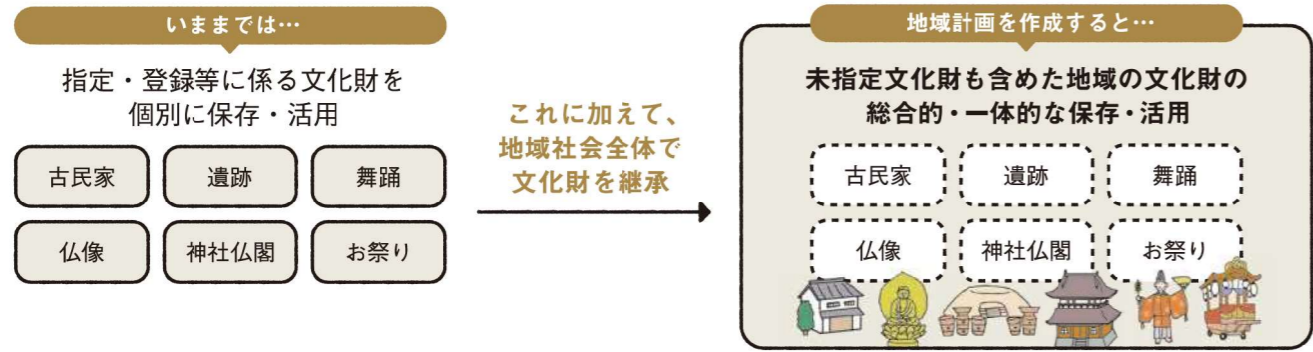 いままでは…
指定・登録等に係る文化財を
個別に保存・活用
古民家
遺跡
舞踊
仏像
神社仏閣
お祭り
これに加えて、
地域社会全体で
文化財を継承
地域計画を作成すると…
未指定文化財も含めた地域の文化財の
総合的・一体的な保存・活用
古民家
遺跡
舞踊
仏像
神社仏閣
お祭り